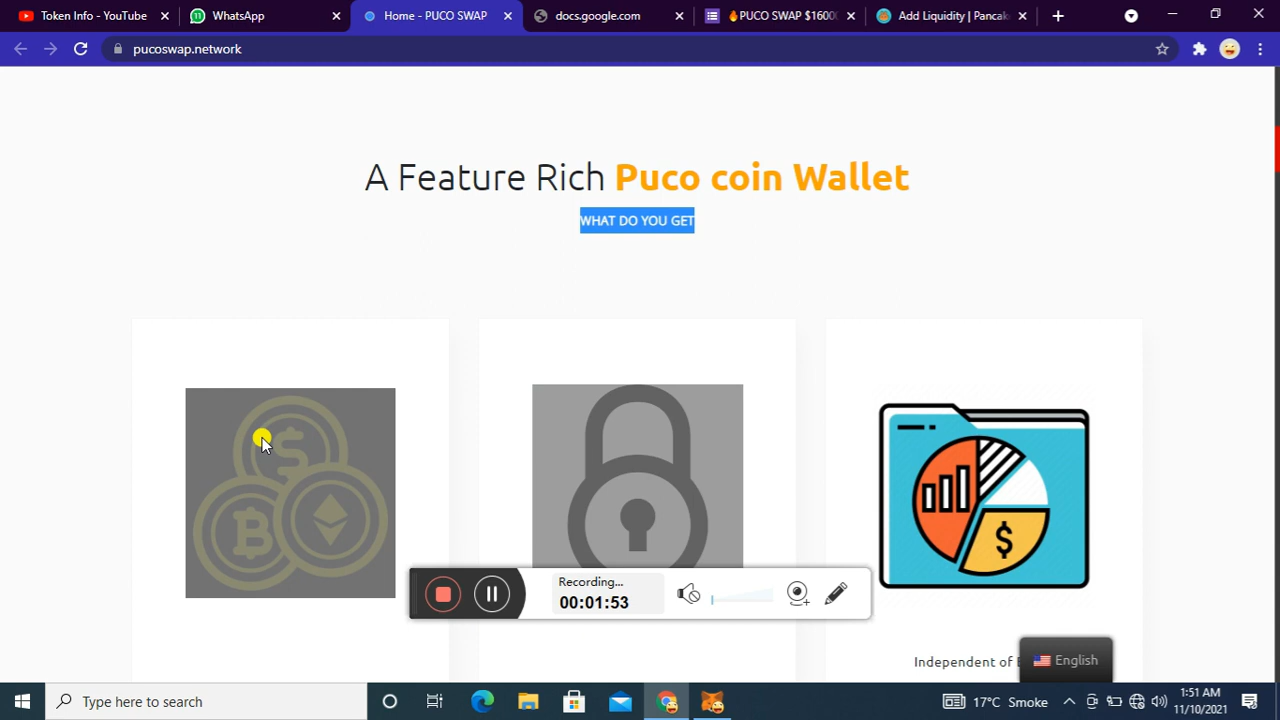 Token Info - YouTube
WhatsApp
Home - PUCO SWAP
docs.google.com
🔥PUCO SWAP $1600
Add Liquidity | Pancak
pucoswap.network
A Feature Rich Puco coin Wallet
WHAT DO YOU GET
Recording...
00:01:53
Independent of
English
Type here to search
17°C Smoke
1:51 AM
11/10/2021